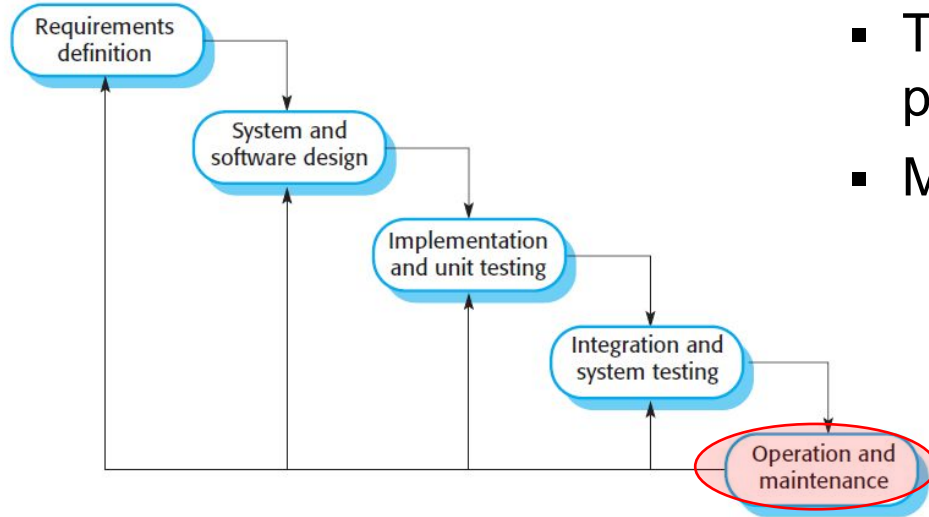 Requirements
definition
System and
software design
Implementation
and unit testing
Integration and
system testing
Operation and
maintenance